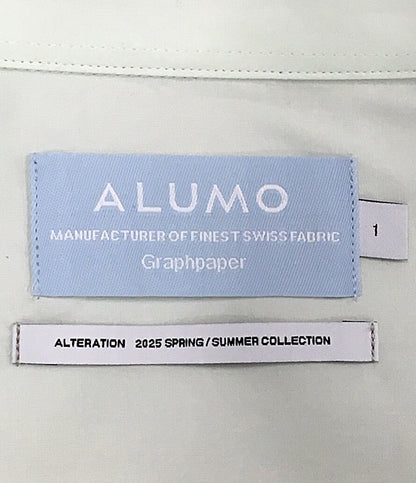 ALUMO
MANUFACTURER OF FINEST SWISS FABRIC
Graphpaper
1
ALTERATION 2025 SPRING / SUMMER COLLECTION